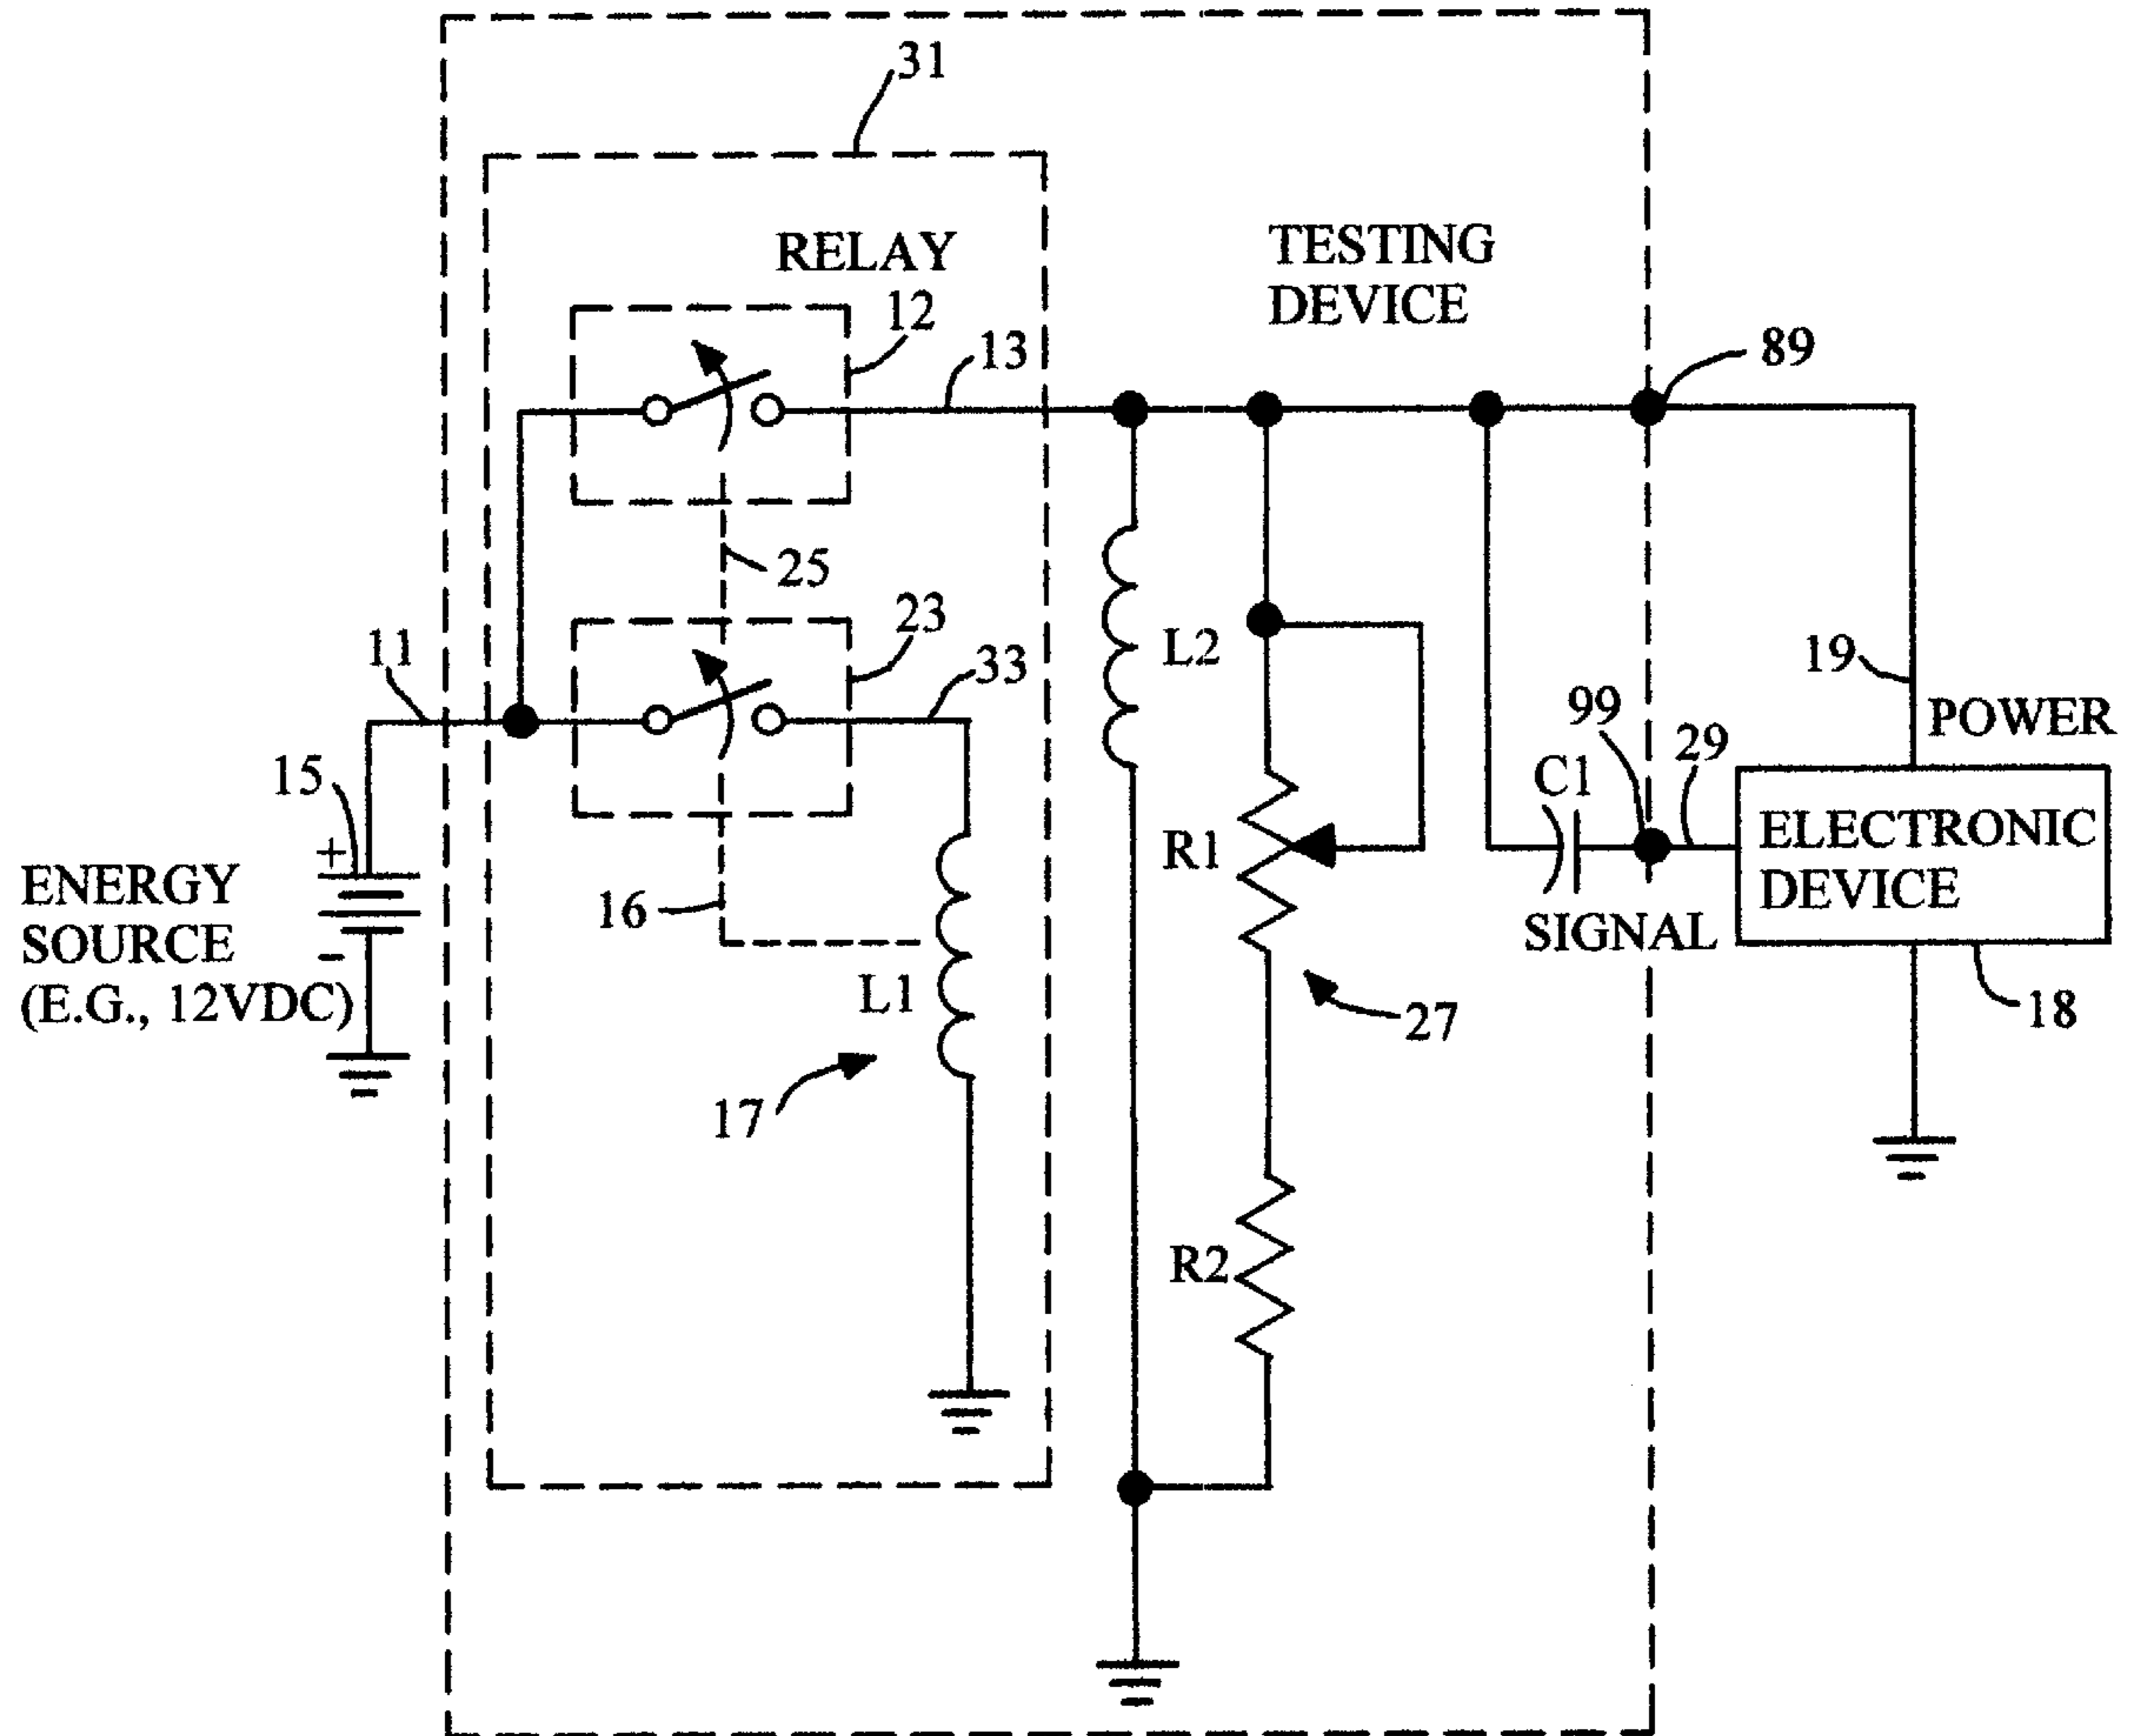 31
RELAY
12
13
TESTING
DEVICE
89
25
23
33
11
15
+
ENERGY
SOURCE
-
(E.G., 12VDC)
16
L1
17
L2
R1
27
R2
19
POWER
99
29
C1
SIGNAL
ELECTRONIC
DEVICE
18